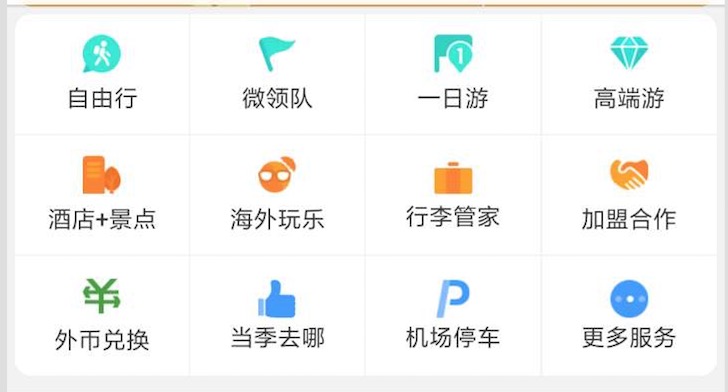 自由行
微领队
1
一日游
高端游
酒店+景点
海外玩乐
行李管家
加盟合作
外币兑换
当季去哪
机场停车
更多服务